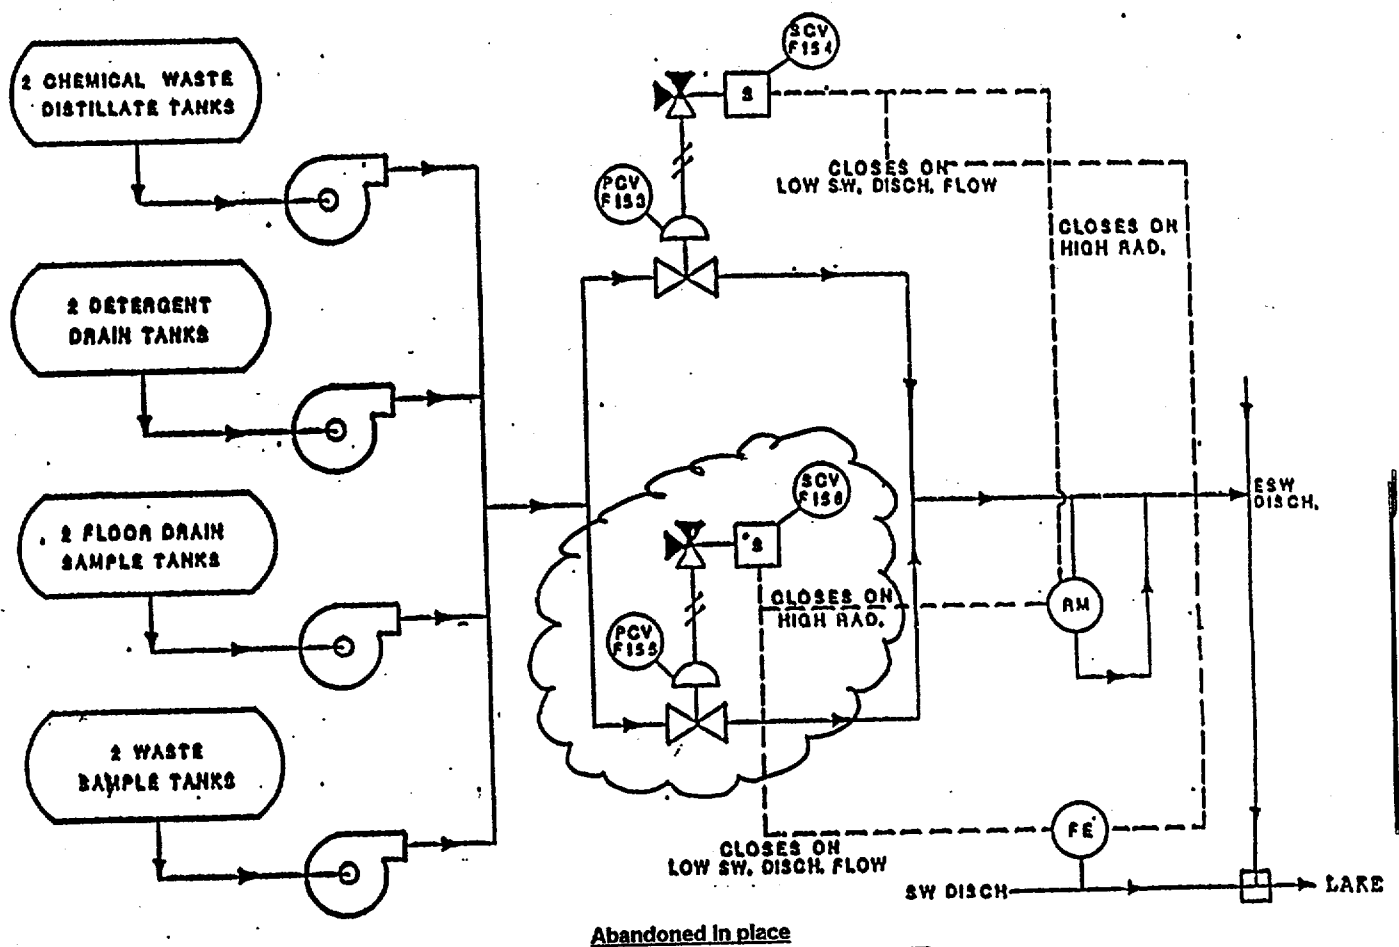 2 CHEMICAL WASTE
DISTILLATE TANKS
SCV
F154
S
CLOSES ON
LOW SW. DISCH. FLOW
PCV
F153
CLOSES ON
HIGH RAD.
2 DETERGENT
DRAIN TANKS
SCV
F156
ESW
DISCH.
2 FLOOR DRAIN
SAMPLE TANKS
S
CLOSES ON
HIGH RAD.
RM
PCV
F155
2 WASTE
SAMPLE TANKS
FE
CLOSES ON
LOW SW. DISCH. FLOW
SW DISCH
LAKE
Abandoned in place